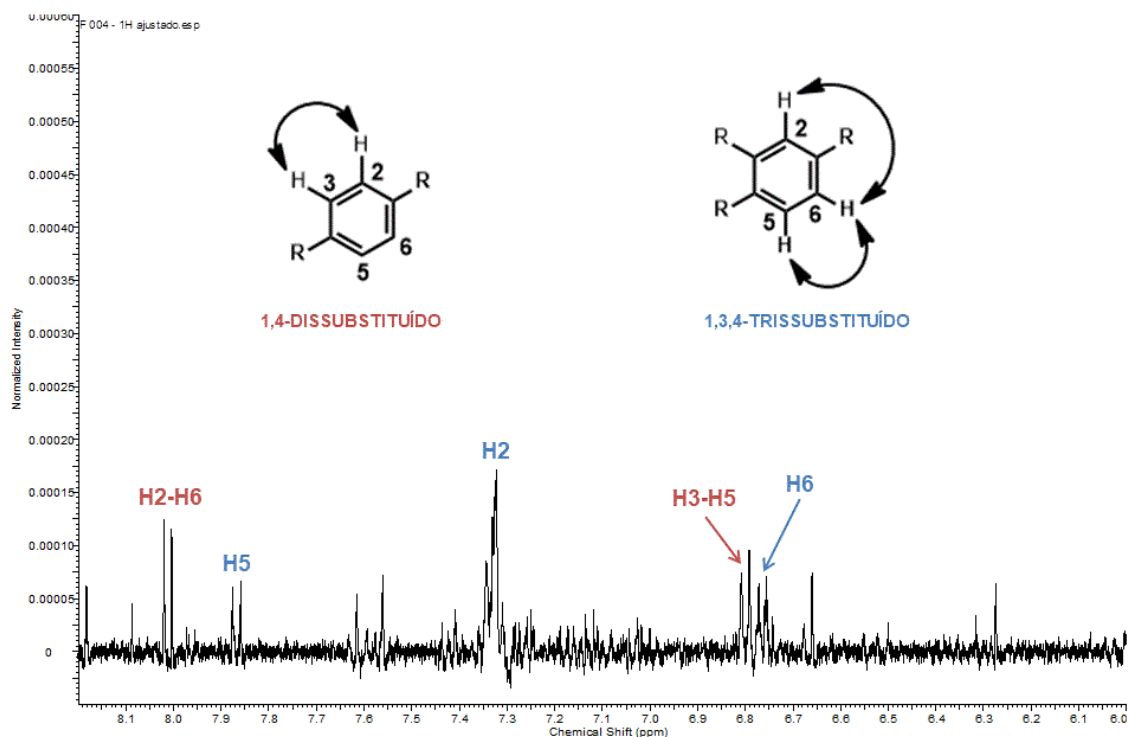 0.00060
F 004 - 1H ajustado.esp
0.00055
0.00050
0.00045
0.00040
0.00035
0.00030
0.00025
0.00020
0.00015
0.00010
0.00005
0
Normalized Intensity
H
H
3
2
R
R
6
5
1,4-DISSUBSTITUÍDO
H
2
R
R
R
5
6
H
H
1,3,4-TRISSUBSTITUÍDO
H2-H6
H5
H2
H3-H5
H6
8.1 8.0 7.9 7.8 7.7 7.6 7.5 7.4 7.3 7.2 7.1 7.0 6.9 6.8 6.7 6.6 6.5 6.4 6.3 6.2 6.1 6.0
Chemical Shift (ppm)